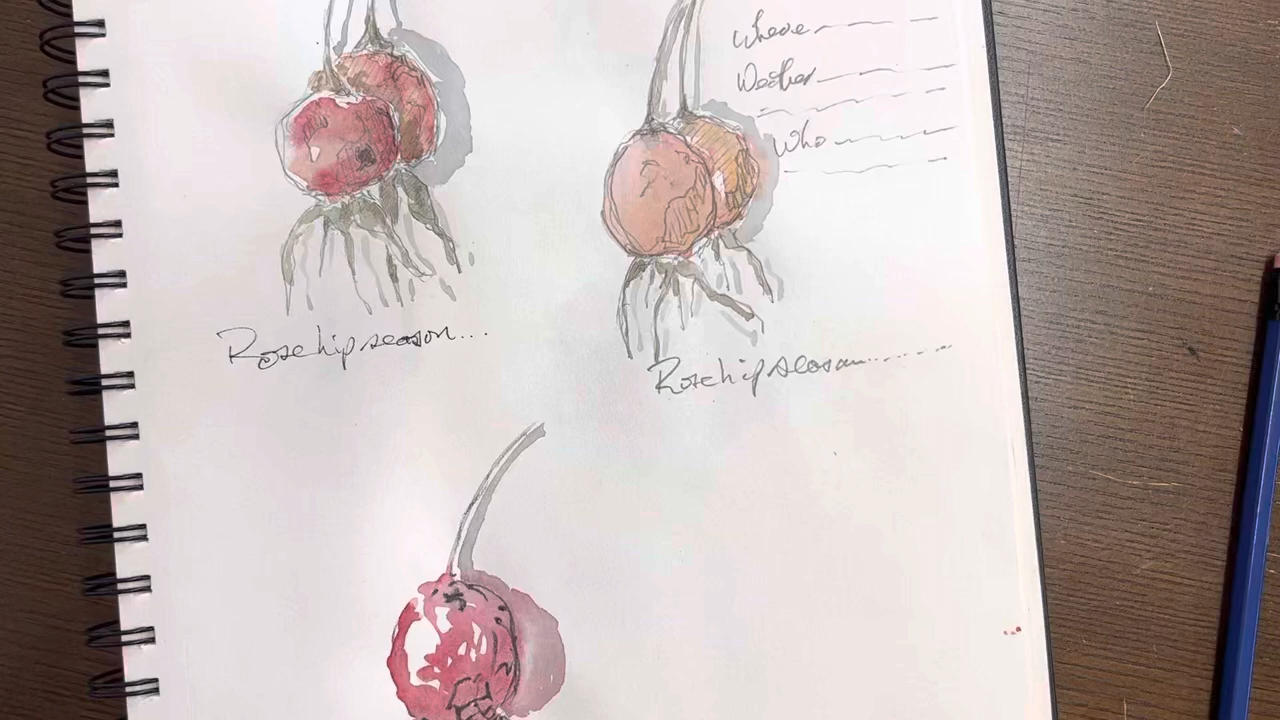 Where
Weather
Who
Rosehip season...
Rosehip season.........